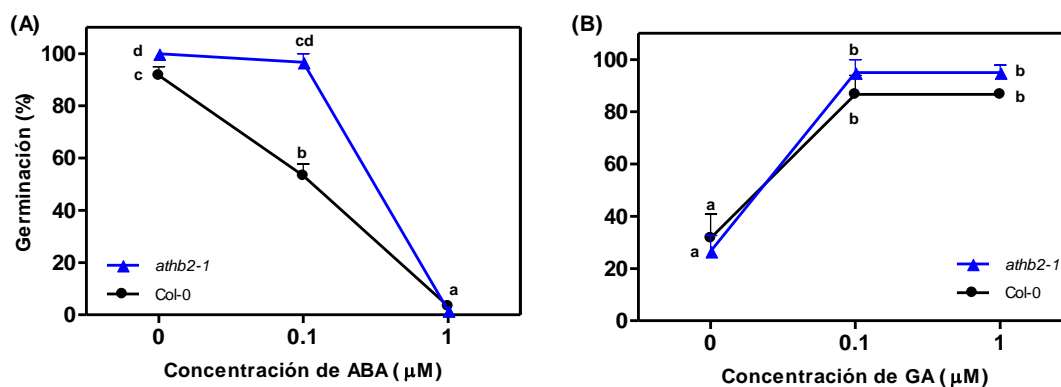 (A)
Germinación (%)
100
80
60
40
20
0
d
c
cd
b
a
athb2-1
Col-0
0 0.1 1
Concentración de ABA ( μM)
(B)
100
80
60
40
20
0
a
a
b
b
b
b
athb2-1
Col-0
0 0.1 1
Concentración de GA ( μM)